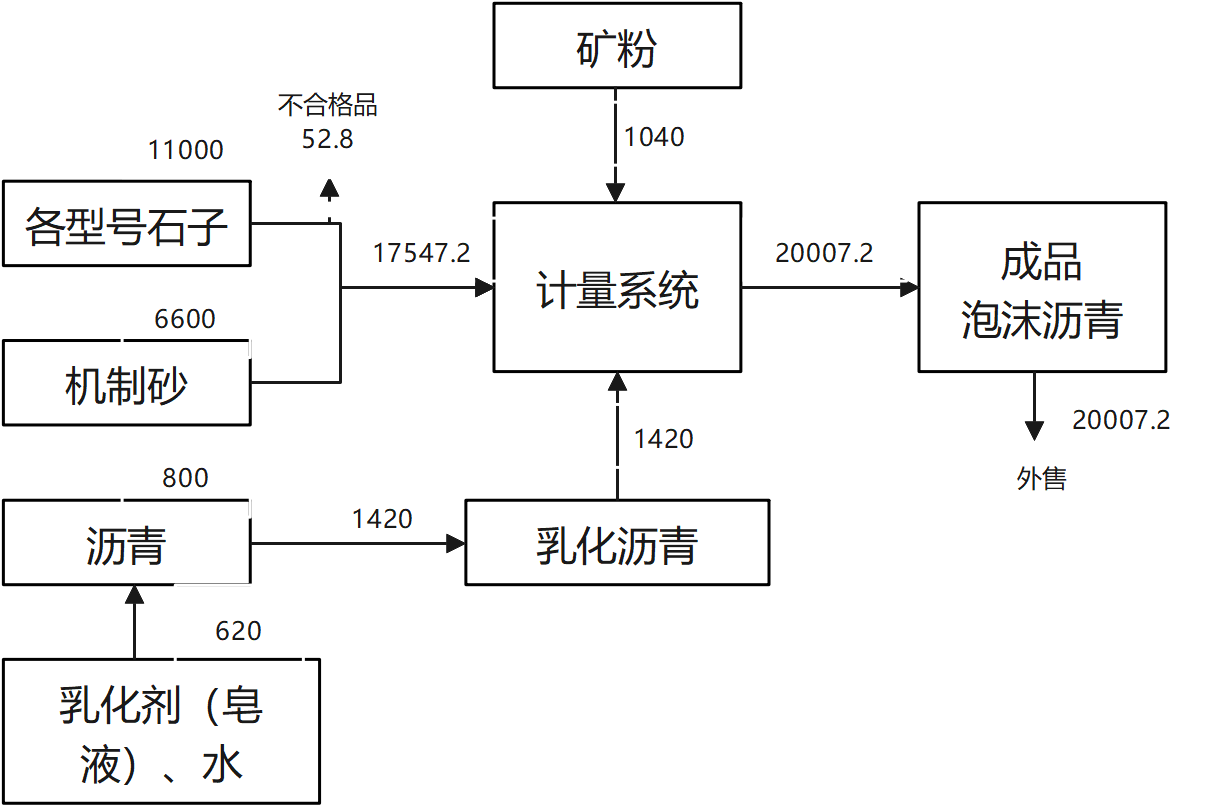 矿粉
不合格品
52.8
1040
11000
各型号石子
17547.2
20007.2
计量系统
成品
泡沫沥青
6600
机制砂
1420
20007.2
外售
800
沥青
1420
乳化沥青
620
乳化剂（皂
液）、水